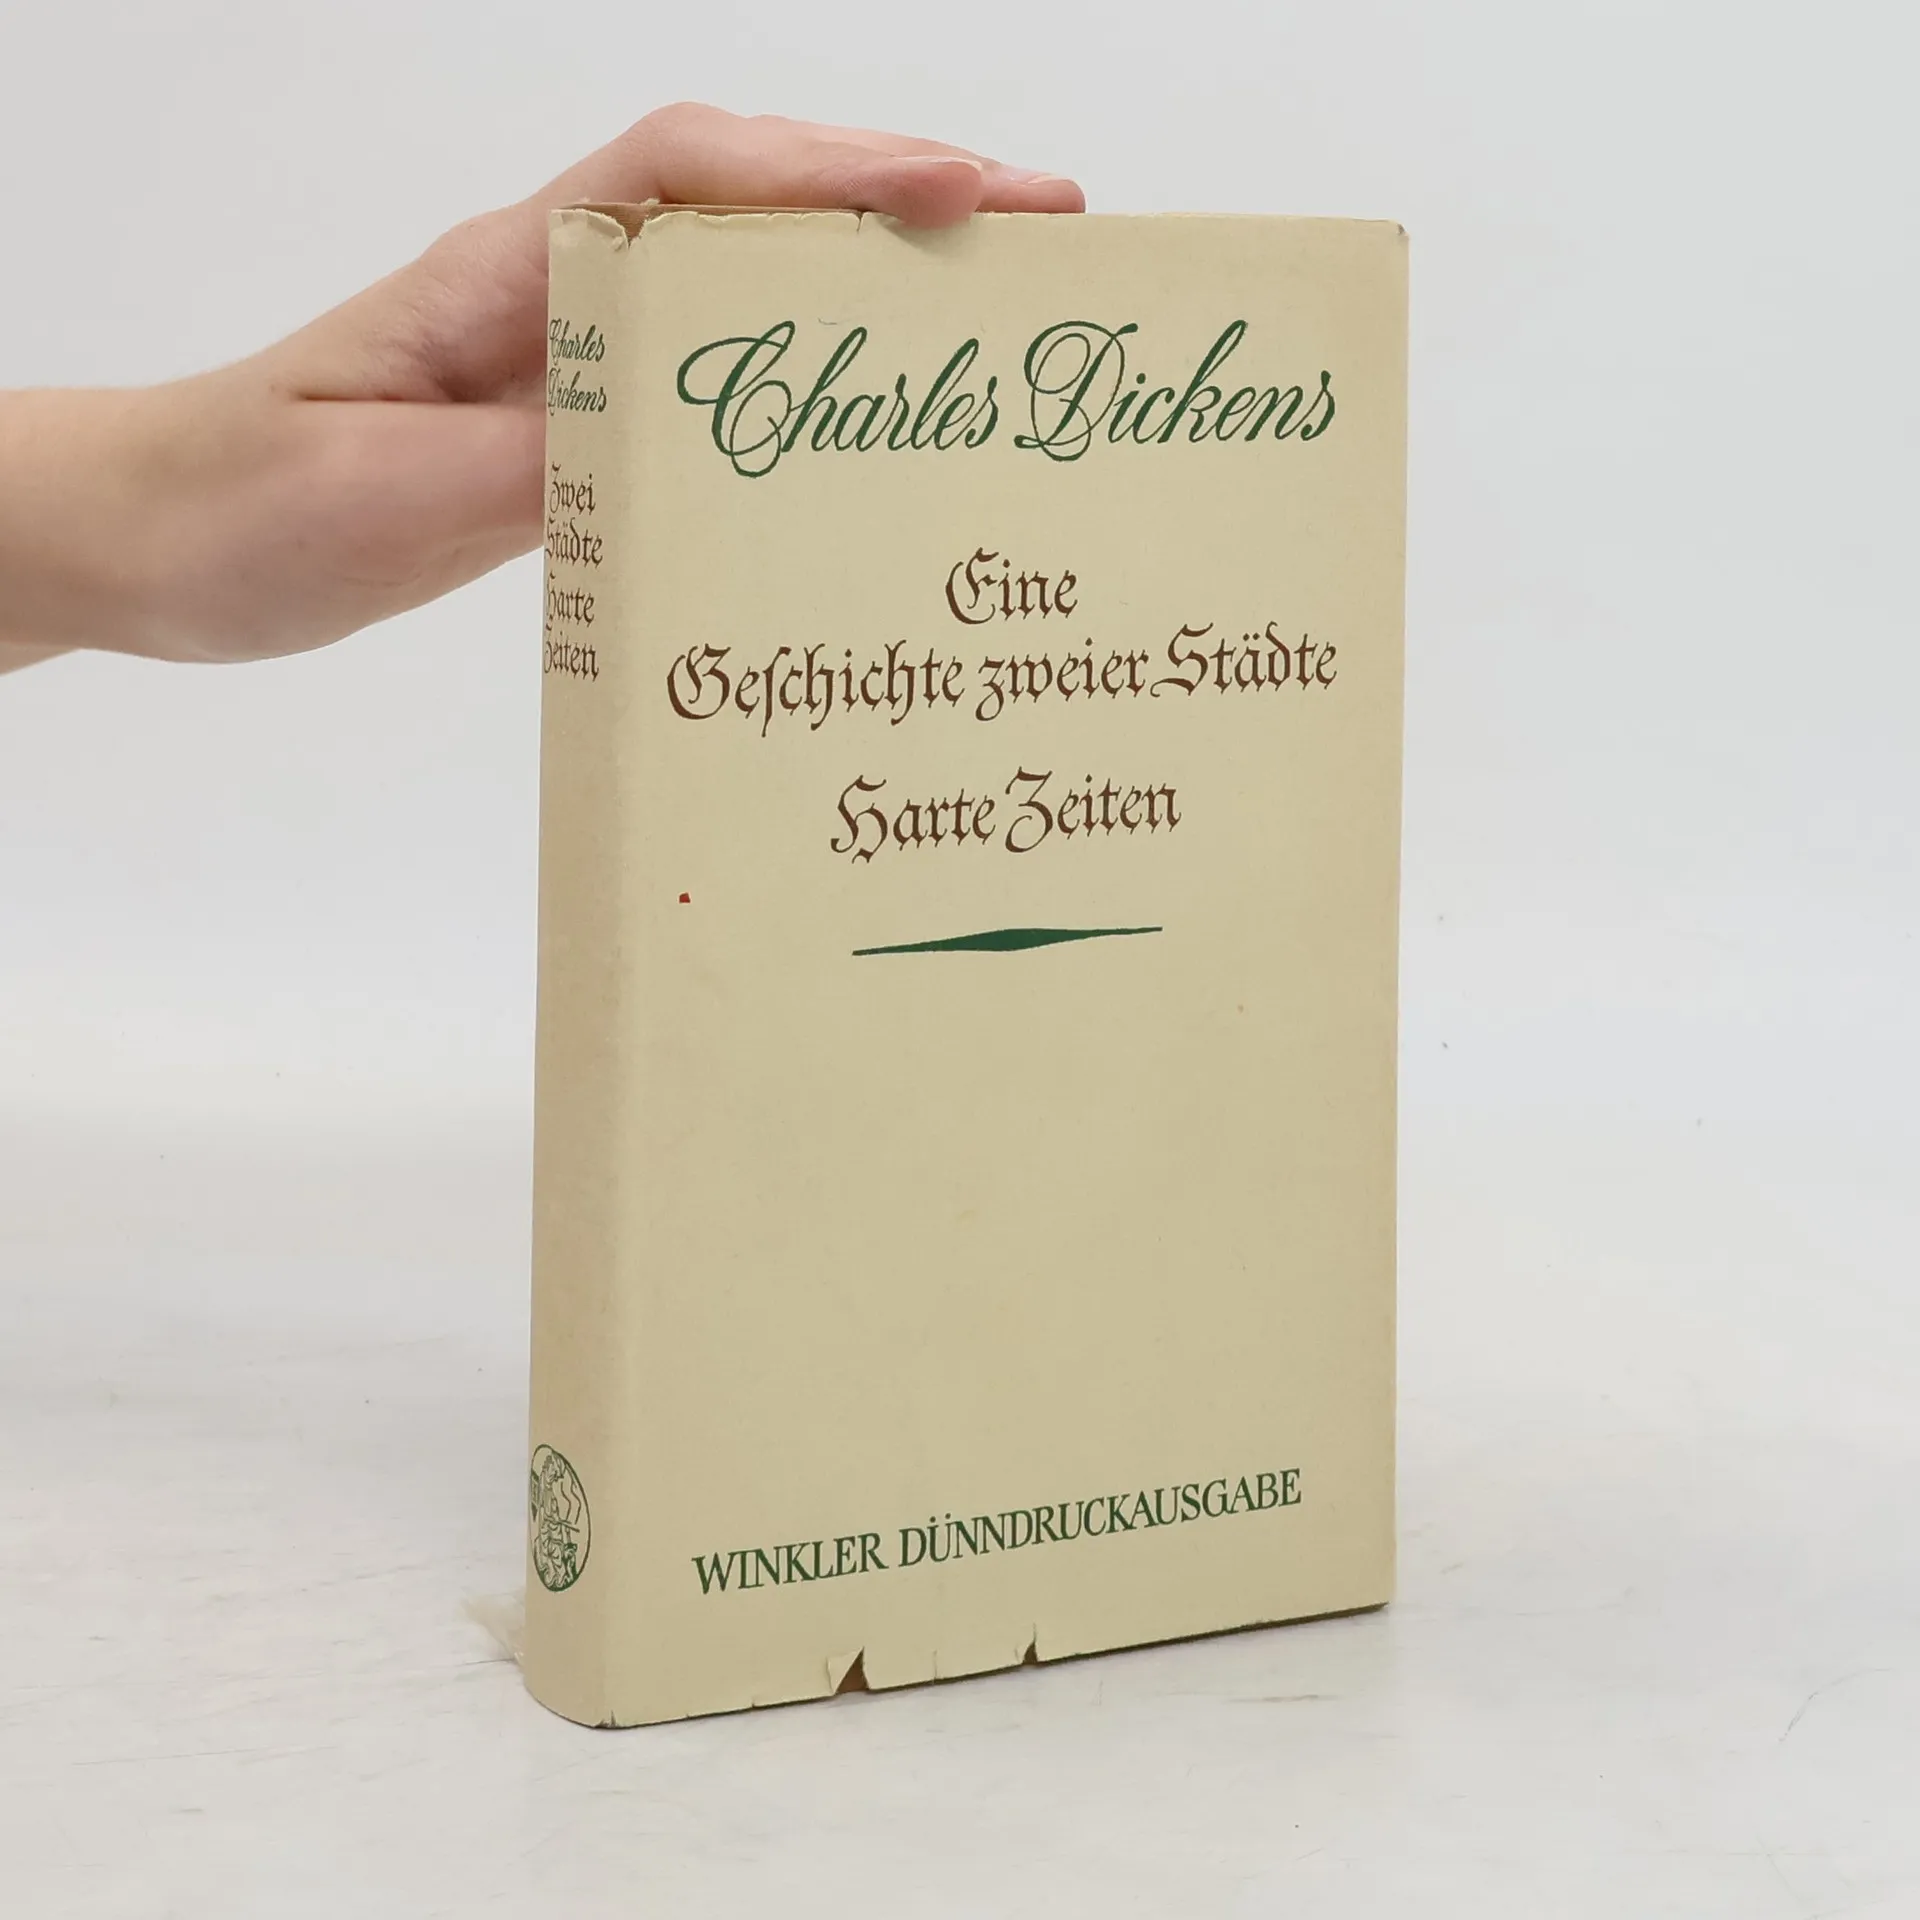 Charles
Dickens
Zwei
Städte
Harte
Zeiten
Charles Dickens
Eine
Geſchichte zweier Städte
Harte Zeiten
WINKLER DÜNNDRUCKAUSGABE